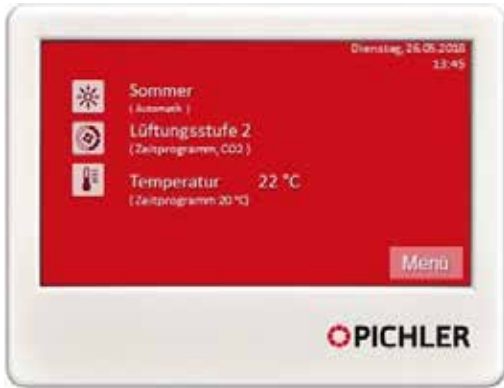 Dienstag, 26.05.2018
13:45
Sommer
( Automatik )
Lüftungsstufe 2
(Zeitprogramm, CO2 )
Temperatur 22 °C
(Zeitprogramm 20 °C)
Menü
PICHLER